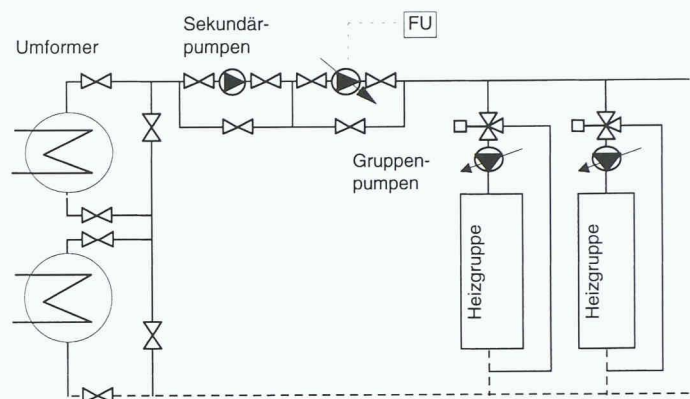 Umformer
Sekundär-
pumpen
FU
Gruppen-
pumpen
Heizgruppe
Heizgruppe